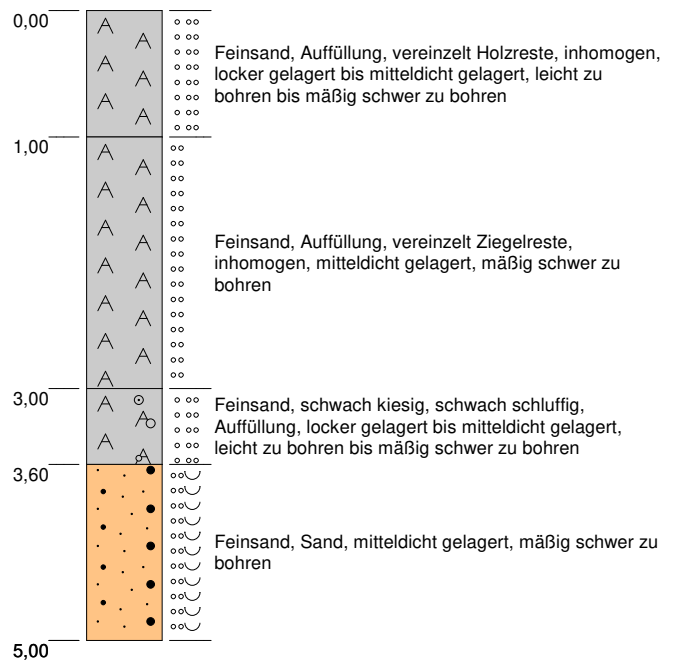 0,00
Feinsand, Auffüllung, vereinzelt Holzreste, inhomogen,
locker gelagert bis mitteldicht gelagert, leicht zu
bohren bis mäßig schwer zu bohren
1,00
Feinsand, Auffüllung, vereinzelt Ziegelreste,
inhomogen, mitteldicht gelagert, mäßig schwer zu
bohren
3,00
Feinsand, schwach kiesig, schwach schluffig,
Auffüllung, locker gelagert bis mitteldicht gelagert,
leicht zu bohren bis mäßig schwer zu bohren
3,60
Feinsand, Sand, mitteldicht gelagert, mäßig schwer zu
bohren
5,00